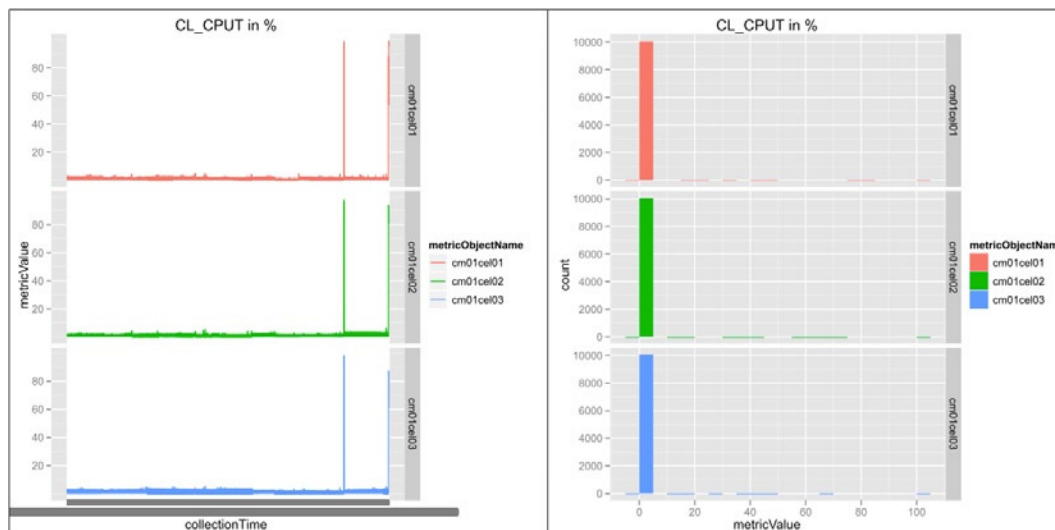 CL_CPUT in %
80
60
40
20
cm01cel01
80
60
40
20
cm01cel02
80
60
40
20
cm01cel03
metricValue
collectionTime
metricObjectName
cm01cel01
cm01cel02
cm01cel03
CL_CPUT in %
10000
8000
6000
4000
2000
0
cm01cel01
10000
8000
6000
4000
2000
0
cm01cel02
10000
8000
6000
4000
2000
0
cm01cel03
count
0 20 40 60 80 100
metricValue
metricObjectName
cm01cel01
cm01cel02
cm01cel03